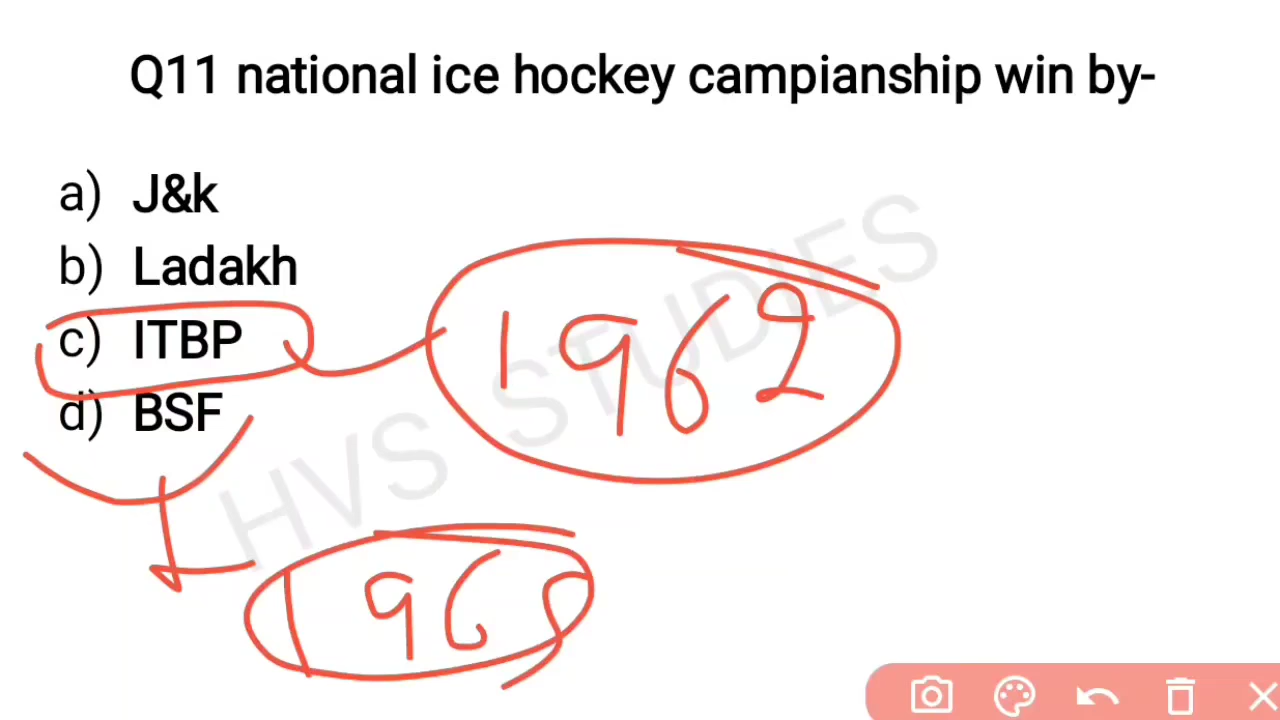 Q11 national ice hockey campianship win by-
a) J&k
b) Ladakh
c) ITBP
d) BSF
1962
1965
HVS STUDIES